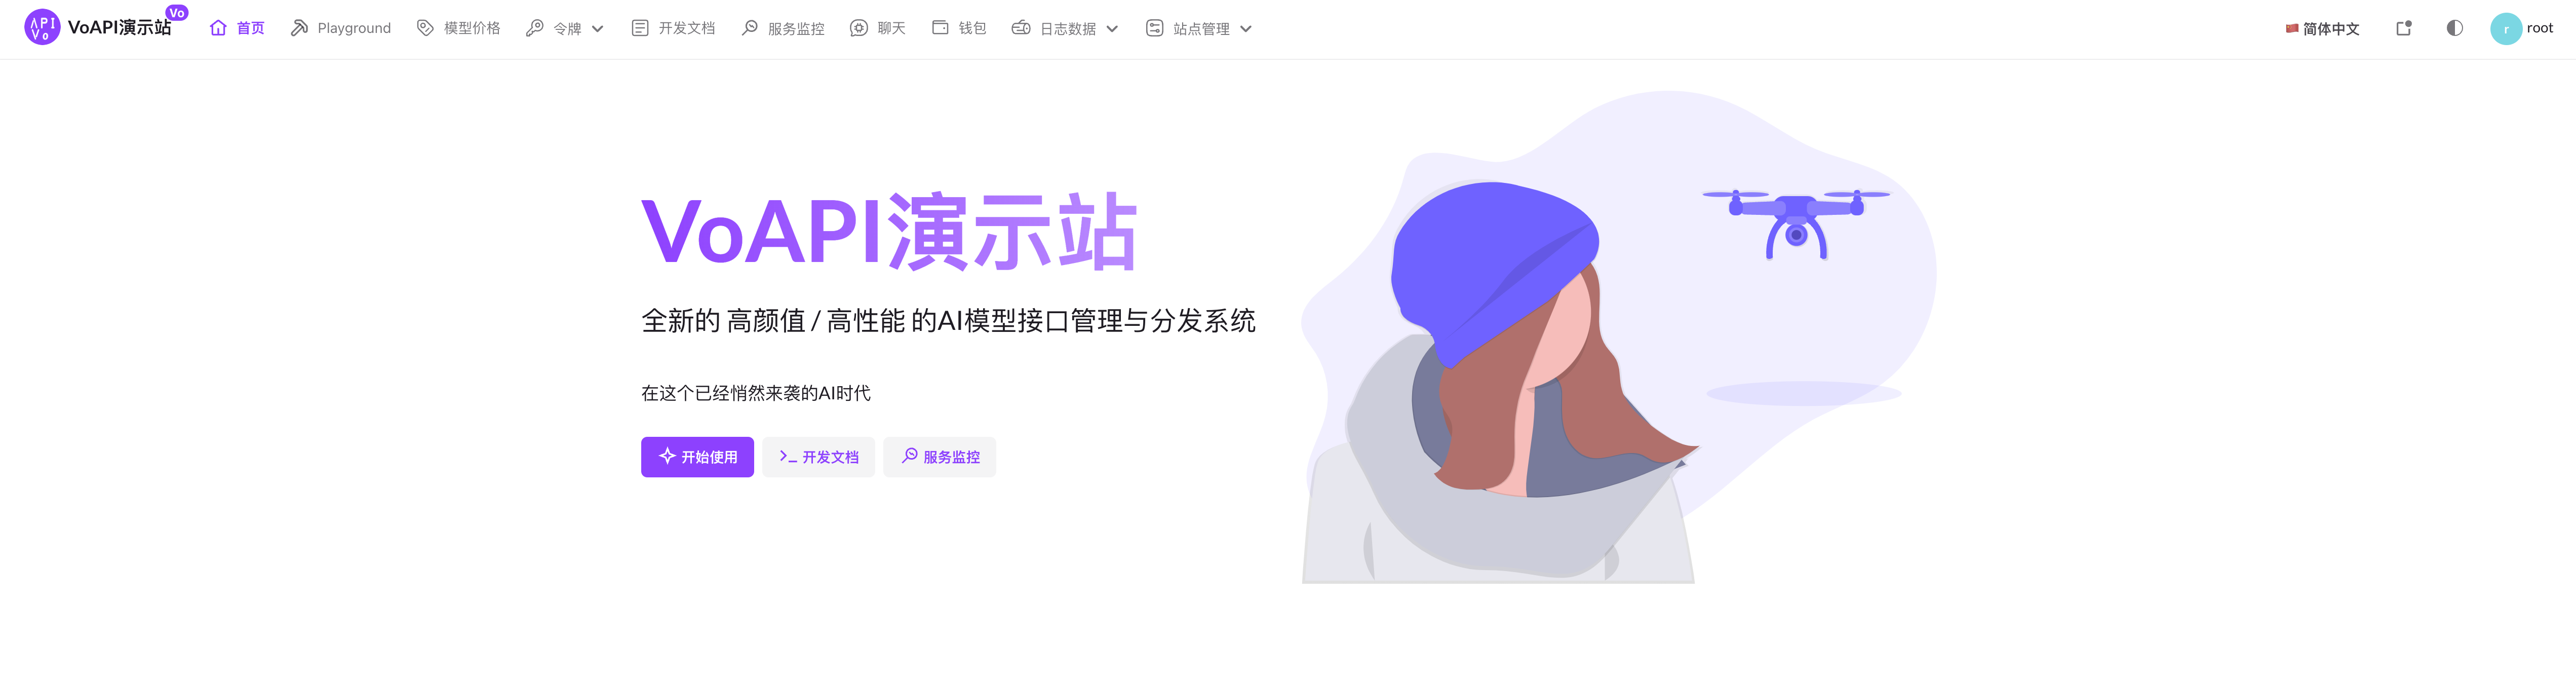 VoAPI演示站 Vo 首页 Playground 模型价格 令牌 开发文档 服务监控 聊天 钱包 日志数据 站点管理 简体中文 r root
VoAPI演示站
全新的 高颜值 / 高性能 的AI模型接口管理与分发系统
在这个已经悄然来袭的AI时代
开始使用 开发文档 服务监控